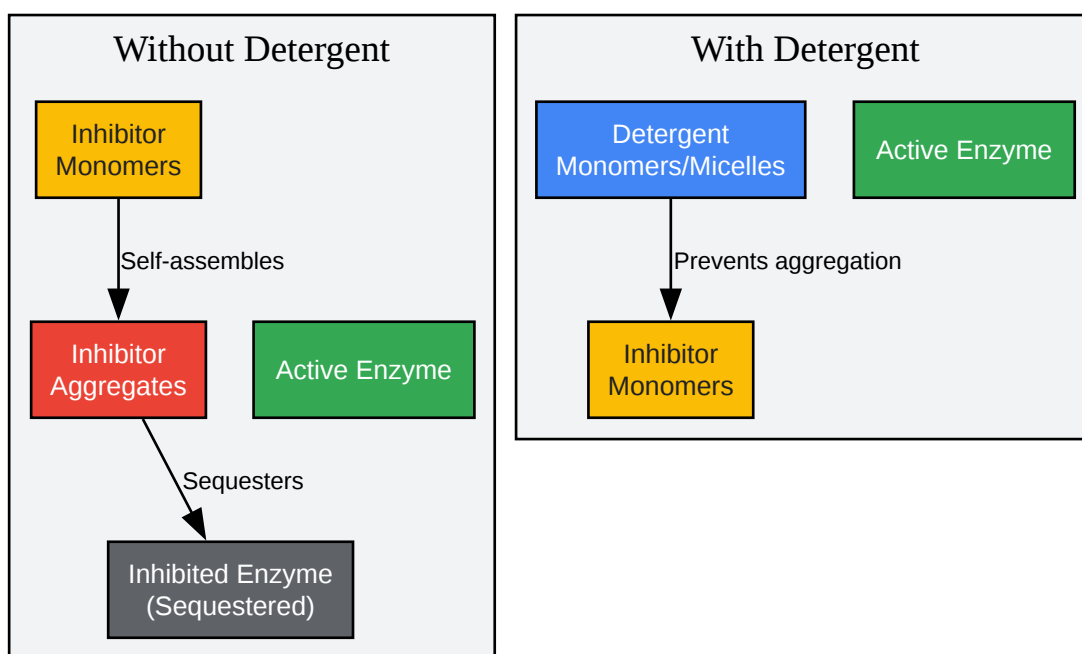 Without Detergent
Inhibitor
Monomers
Self-assembles
Inhibitor
Aggregates
Active Enzyme
Sequesters
Inhibited Enzyme
(Sequestered)
With Detergent
Detergent
Monomers/Micelles
Active Enzyme
Prevents aggregation
Inhibitor
Monomers